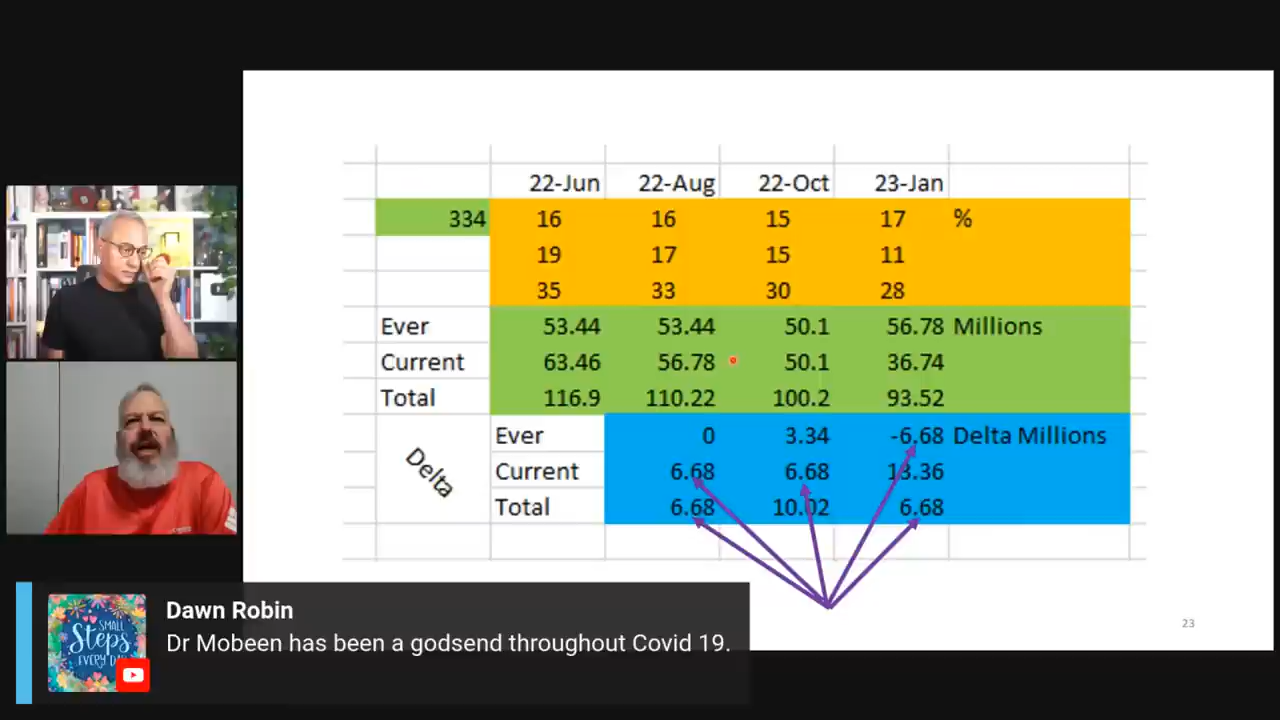 22-Jun 22-Aug 22-Oct 23-Jan
334 16 16 15 17 %
19 17 15 11
35 33 30 28
Ever 53.44 53.44 50.1 56.78 Millions
Current 63.46 56.78 50.1 36.74
Total 116.9 110.22 100.2 93.52
Delta
Ever 0 3.34 -6.68 Delta Millions
Current 6.68 6.68 13.36
Total 6.68 10.02 6.68
23
SMALL
Steps
EVERY DAY
Dawn Robin
Dr Mobeen has been a godsend throughout Covid 19.